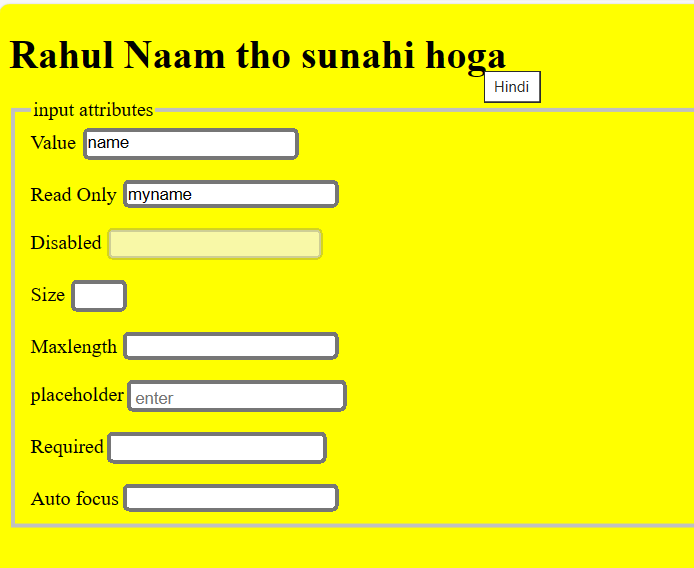 Rahul Naam tho sunahi hoga
Hindi
input attributes
Value name
Read Only myname
Disabled
Size
Maxlength
placeholder enter
Required
Auto focus